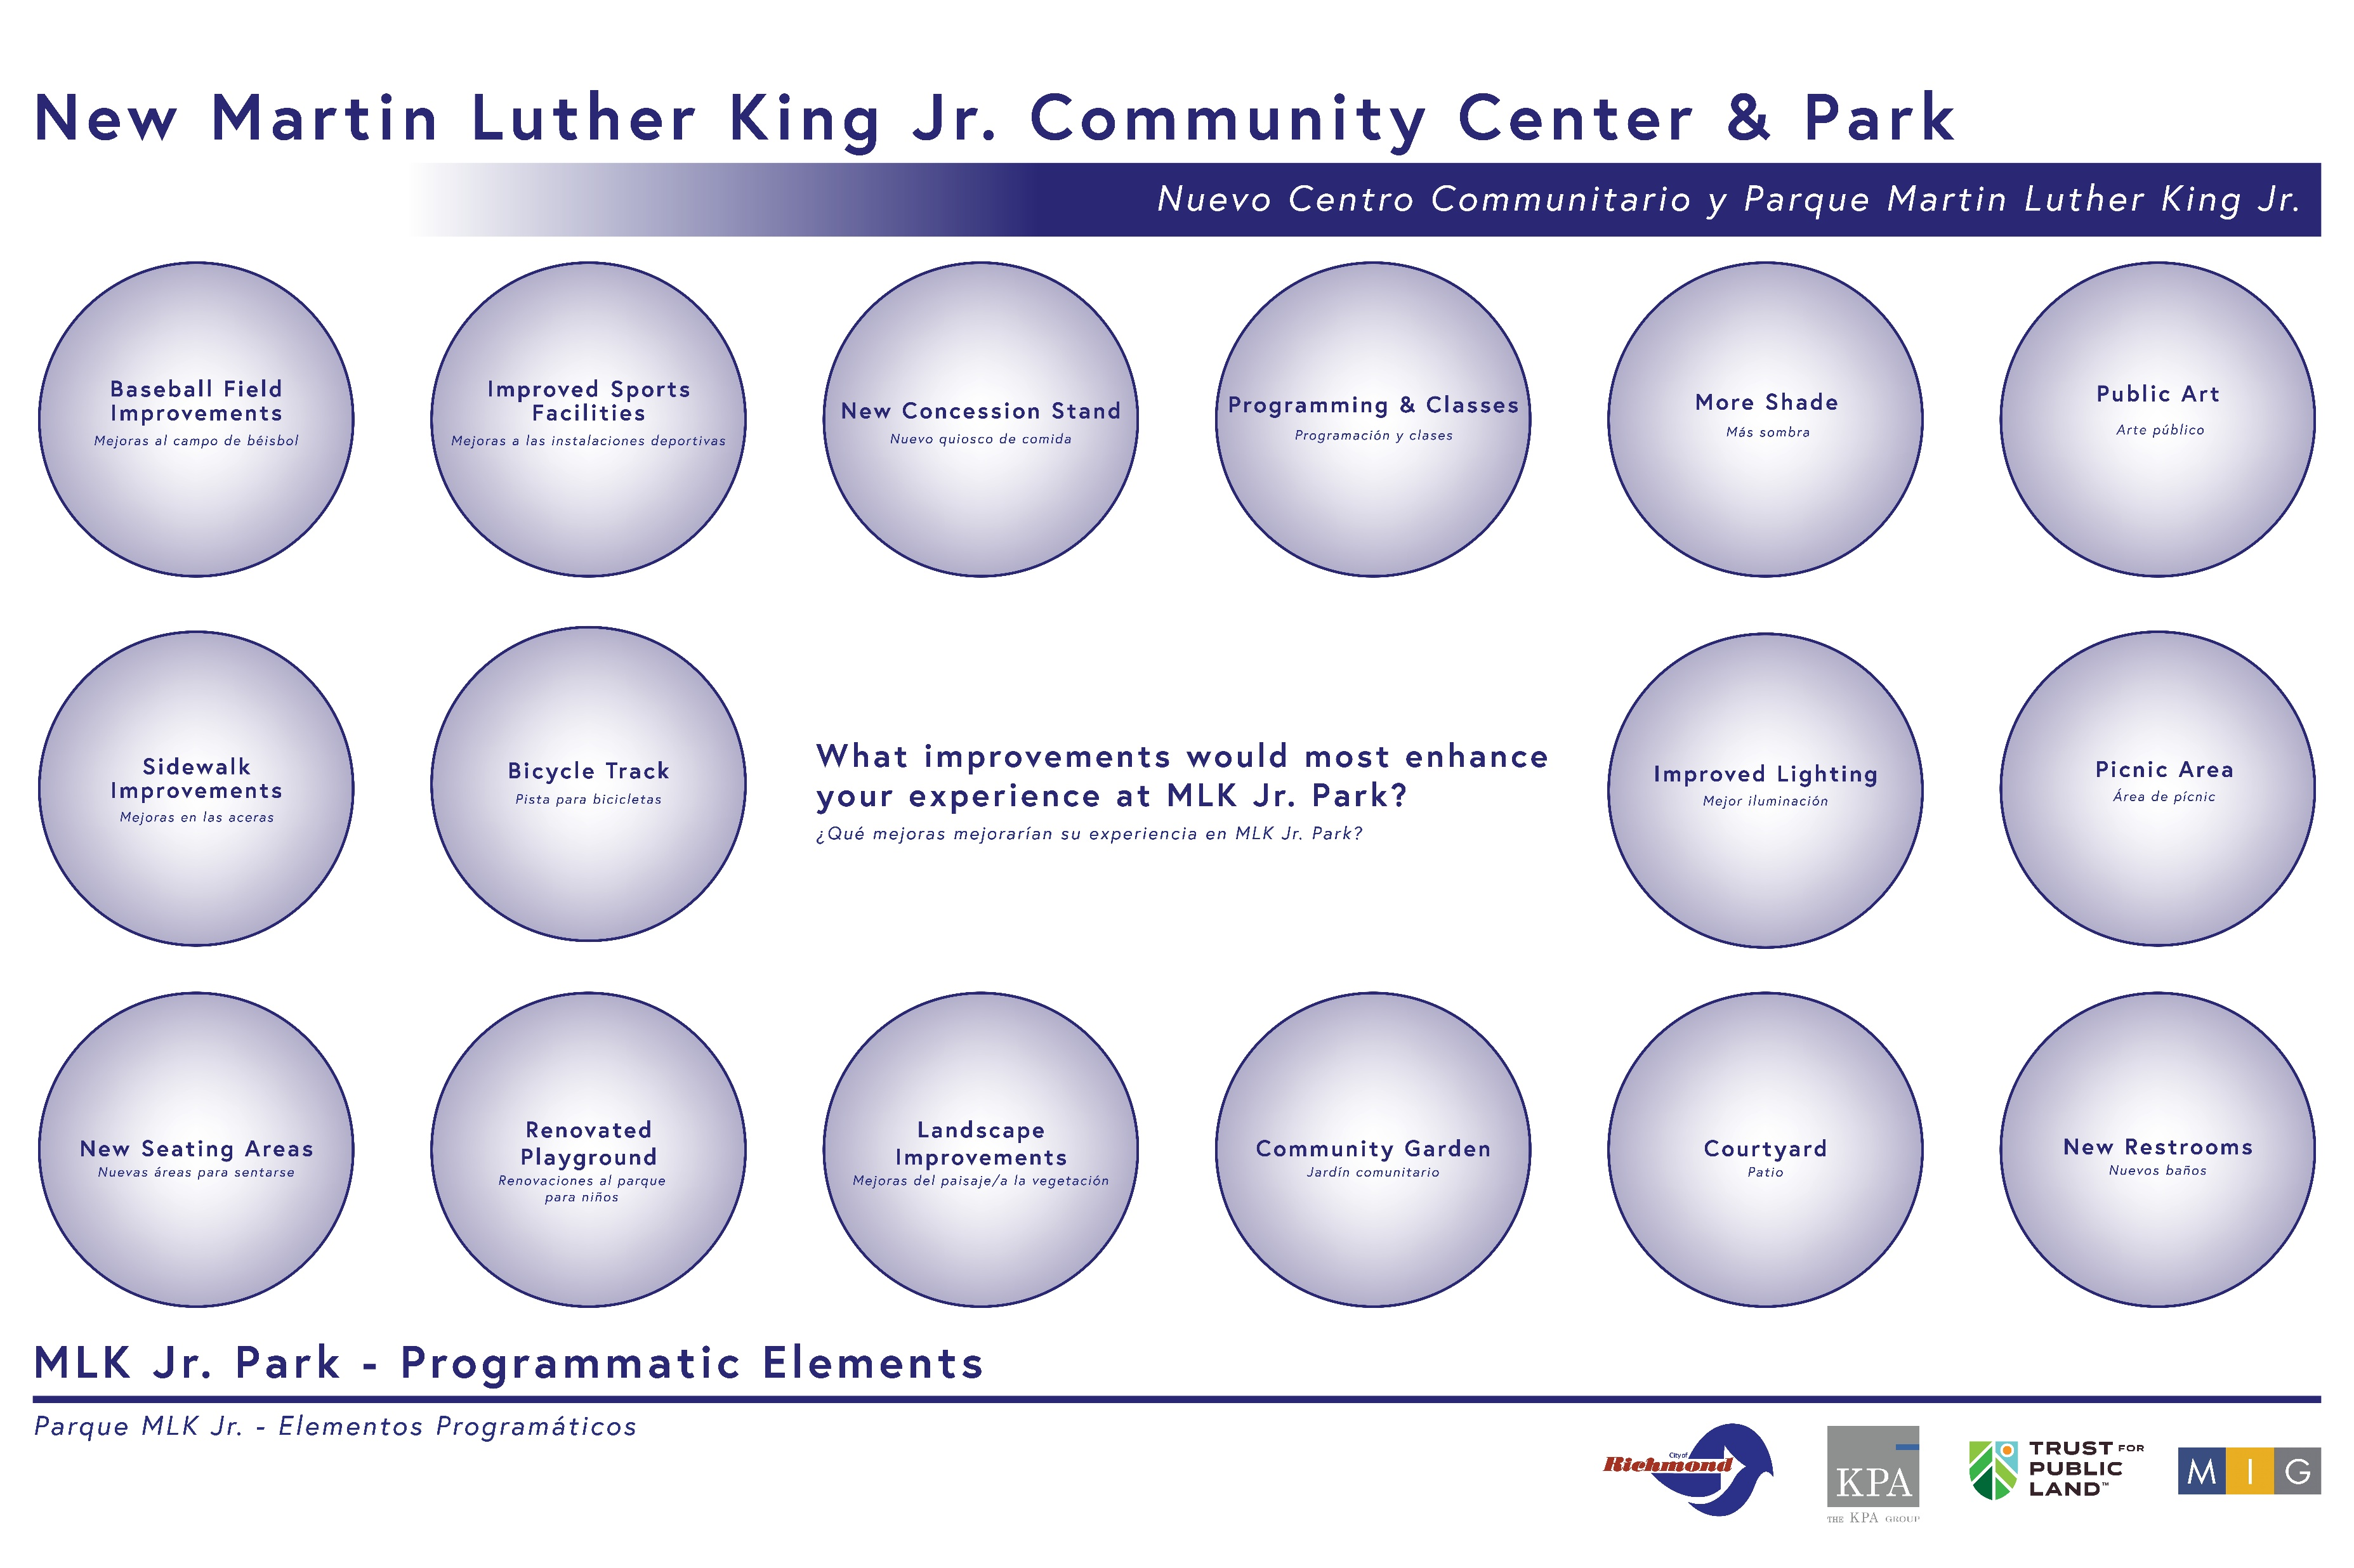 New Martin Luther King Jr. Community Center & Park
Nuevo Centro Communitario y Parque Martin Luther King Jr.
Baseball Field
Improvements
Mejoras al campo de béisbol
Improved Sports
Facilities
Mejoras a las instalaciones deportivas
New Concession Stand
Nuevo quiosco de comida
Programming & Classes
Programación y clases
More Shade
Más sombra
Public Art
Arte público
Sidewalk
Improvements
Mejoras en las aceras
Bicycle Track
Pista para bicicletas
What improvements would most enhance
your experience at MLK Jr. Park?
¿Qué mejoras mejorarían su experiencia en MLK Jr. Park?
Improved Lighting
Mejor iluminación
Picnic Area
Área de pícnic
New Seating Areas
Nuevas áreas para sentarse
Renovated
Playground
Renovaciones al parque
para niños
Landscape
Improvements
Mejoras del paisaje/a la vegetación
Community Garden
Jardín comunitario
Courtyard
Patio
New Restrooms
Nuevos baños
MLK Jr. Park - Programmatic Elements
Parque MLK Jr. - Elementos Programáticos
City of
Richmond
KPA
THE KPA GROUP
TRUST FOR
PUBLIC
LAND™
MIG